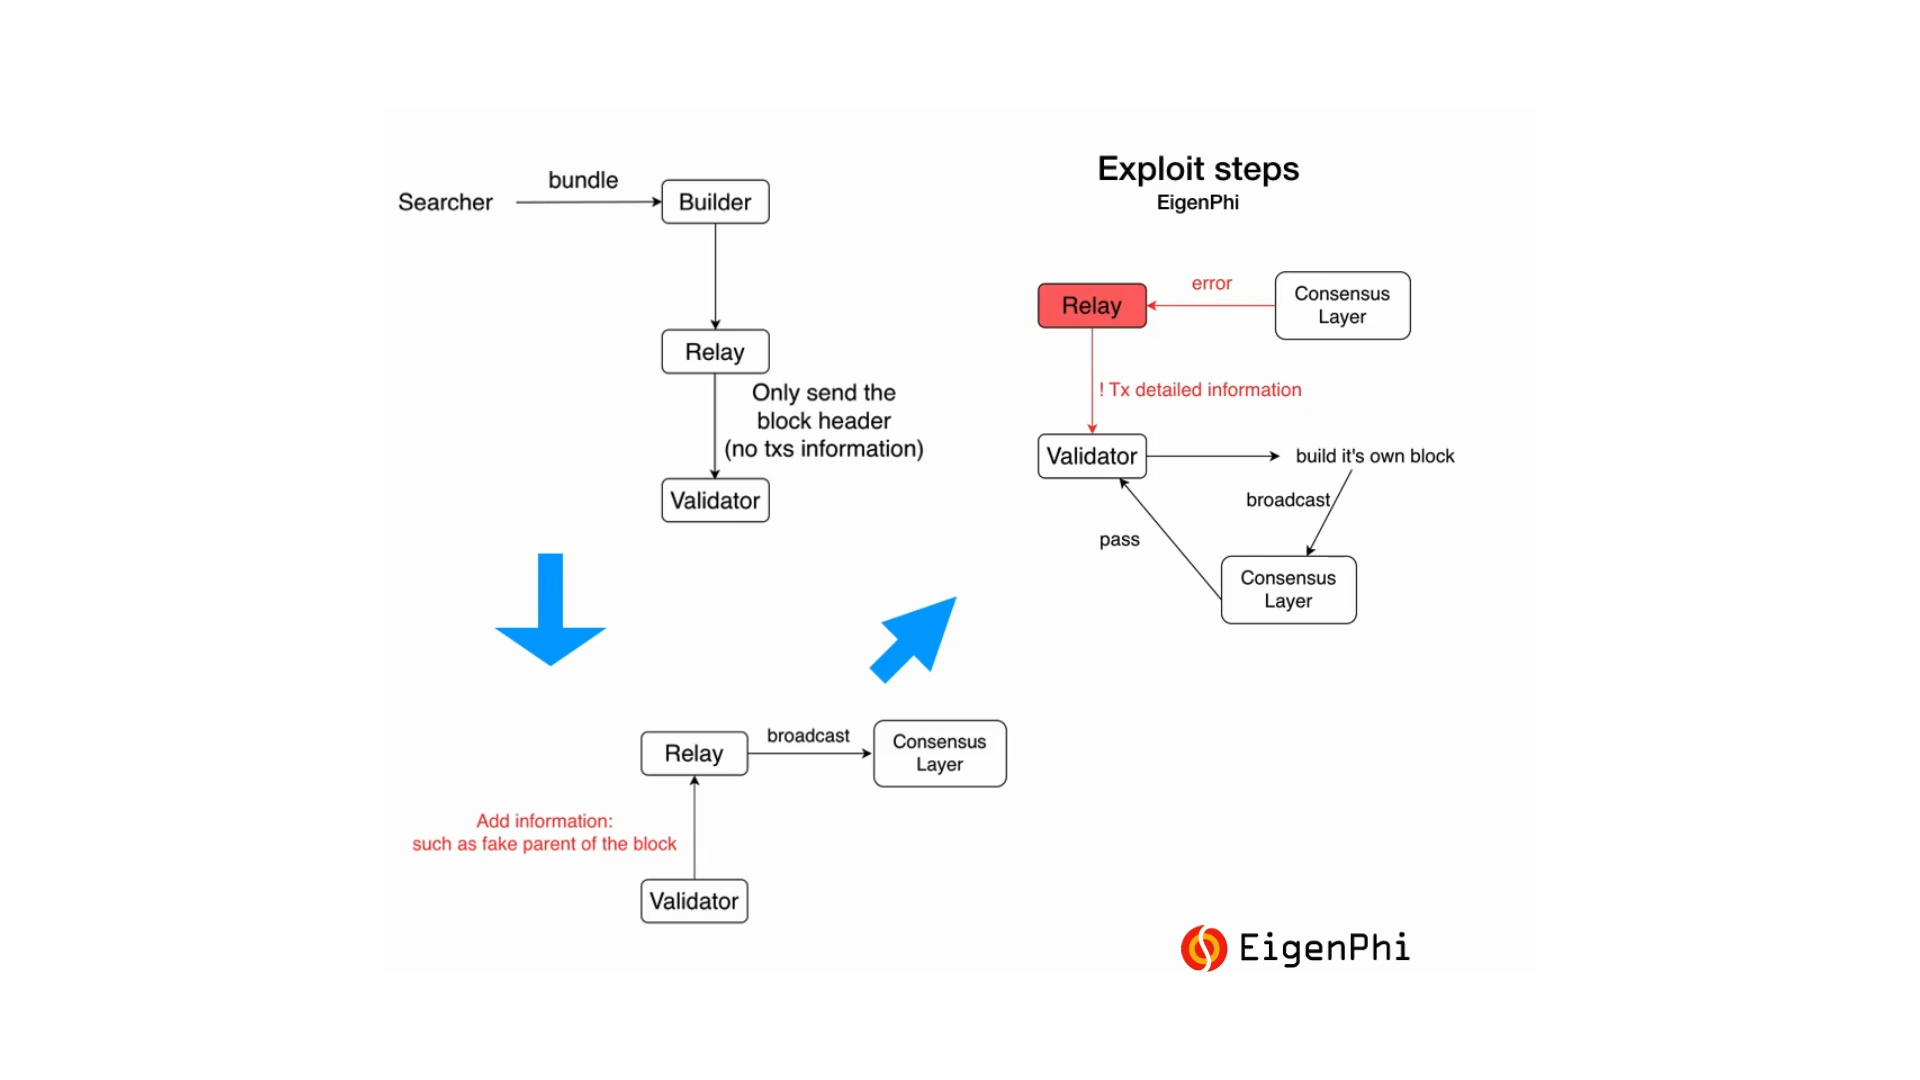 Exploit steps
EigenPhi
Searcher
bundle
Builder
Relay
Only send the
block header
(no txs information)
Validator
Relay
broadcast
Consensus
Layer
Add information:
such as fake parent of the block
Validator
Relay
error
Consensus
Layer
! Tx detailed information
Validator
build it's own block
broadcast
pass
Consensus
Layer
EigenPhi